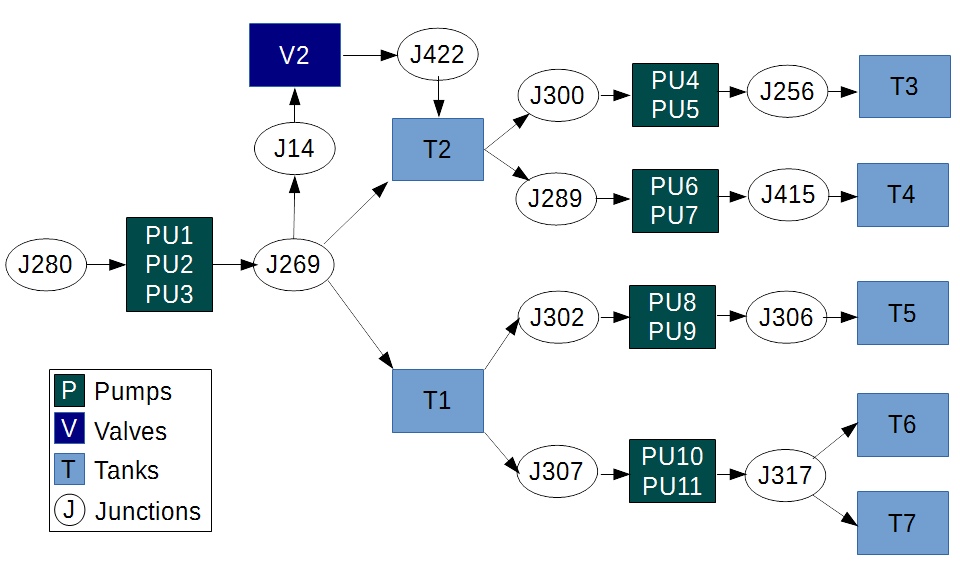 V2
J422
J14
T2
J300
PU4
PU5
J256
T3
J289
PU6
PU7
J415
T4
J280
PU1
PU2
PU3
J269
T1
J302
PU8
PU9
J306
T5
J307
PU10
PU11
J317
T6
T7
P Pumps
V Valves
T Tanks
J Junctions